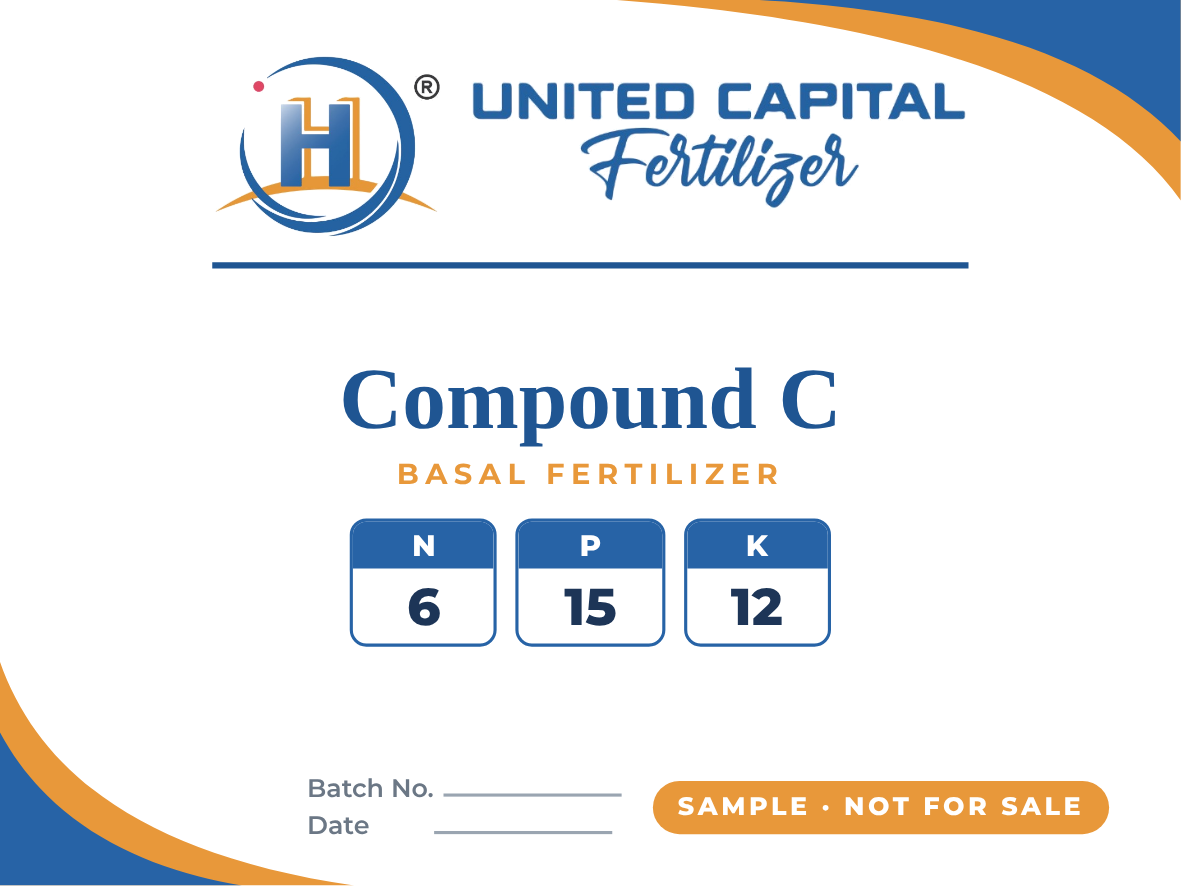 H ®
UNITED CAPITAL
Fertilizer
Compound C
BASAL FERTILIZER
N P K
6 15 12
Batch No. 
Date 
SAMPLE · NOT FOR SALE